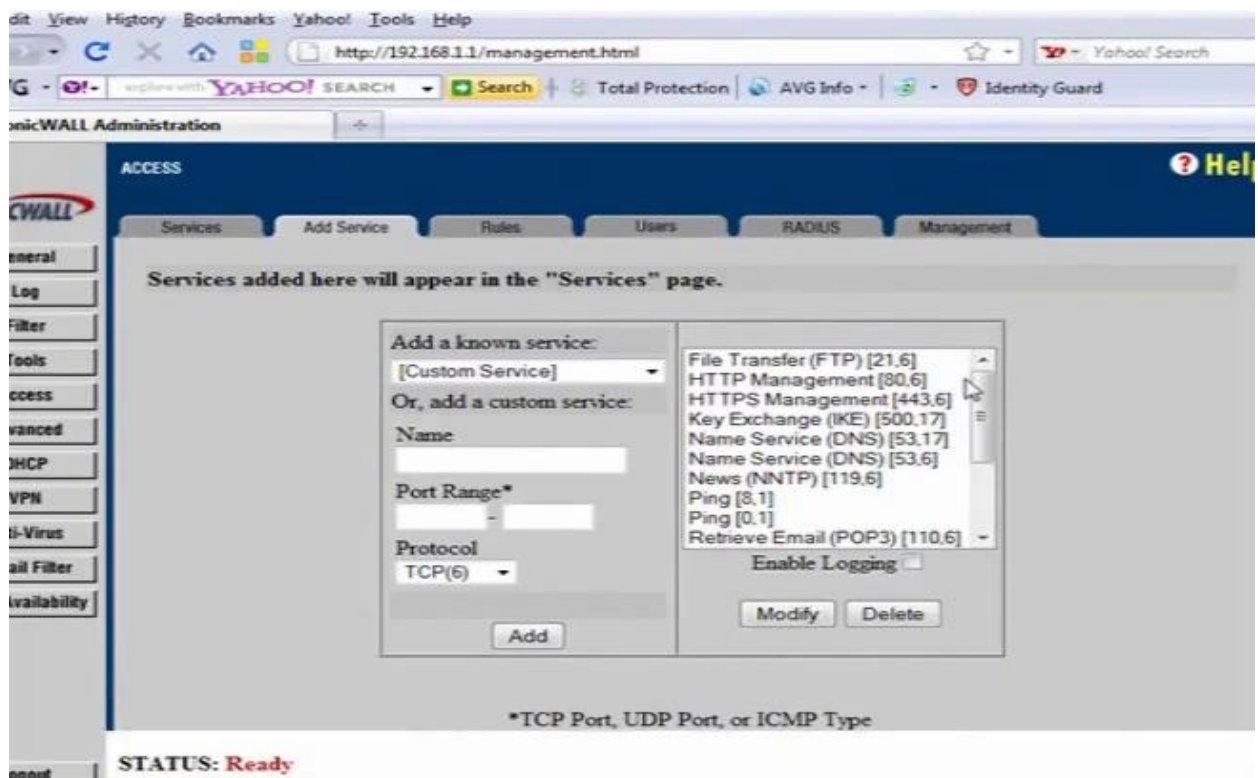 dit View History Bookmarks Yahoo! Tools Help
http://192.168.1.1/management.html
Yahoo! Search
G
YAHOO! SEARCH Search Total Protection AVG Info Identity Guard
onicWALL Administration
ACCESS
? Help
CWALL
Services Add Service Rules Users RADIUS Management
eneral
Log
Filter
Tools
ccess
vanced
DHCP
VPN
ti-Virus
ail Filter
vailability
Services added here will appear in the "Services" page.
Add a known service:
[Custom Service]
Or, add a custom service:
Name
Port Range*
-
Protocol
TCP(6)
Add
File Transfer (FTP) [21,6]
HTTP Management [80,6]
HTTPS Management [443,6]
Key Exchange (IKE) [500,17]
Name Service (DNS) [53,17]
Name Service (DNS) [53,6]
News (NNTP) [119,6]
Ping [8,1]
Ping [0,1]
Retrieve Email (POP3) [110,6]
Enable Logging
Modify Delete
*TCP Port, UDP Port, or ICMP Type
STATUS: Ready